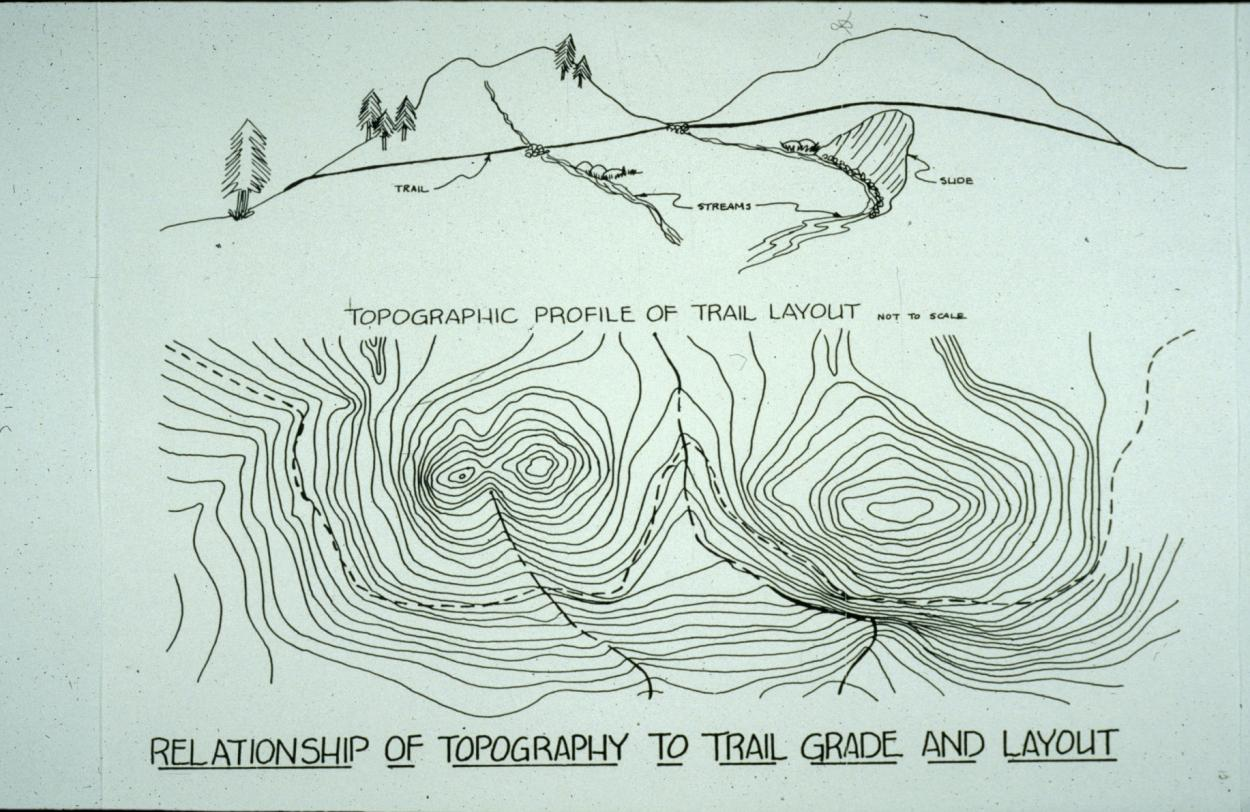 TRAIL
SLIDE
STREAMS
TOPOGRAPHIC PROFILE OF TRAIL LAYOUT NOT TO SCALE
RELATIONSHIP OF TOPOGRAPHY TO TRAIL GRADE AND LAYOUT